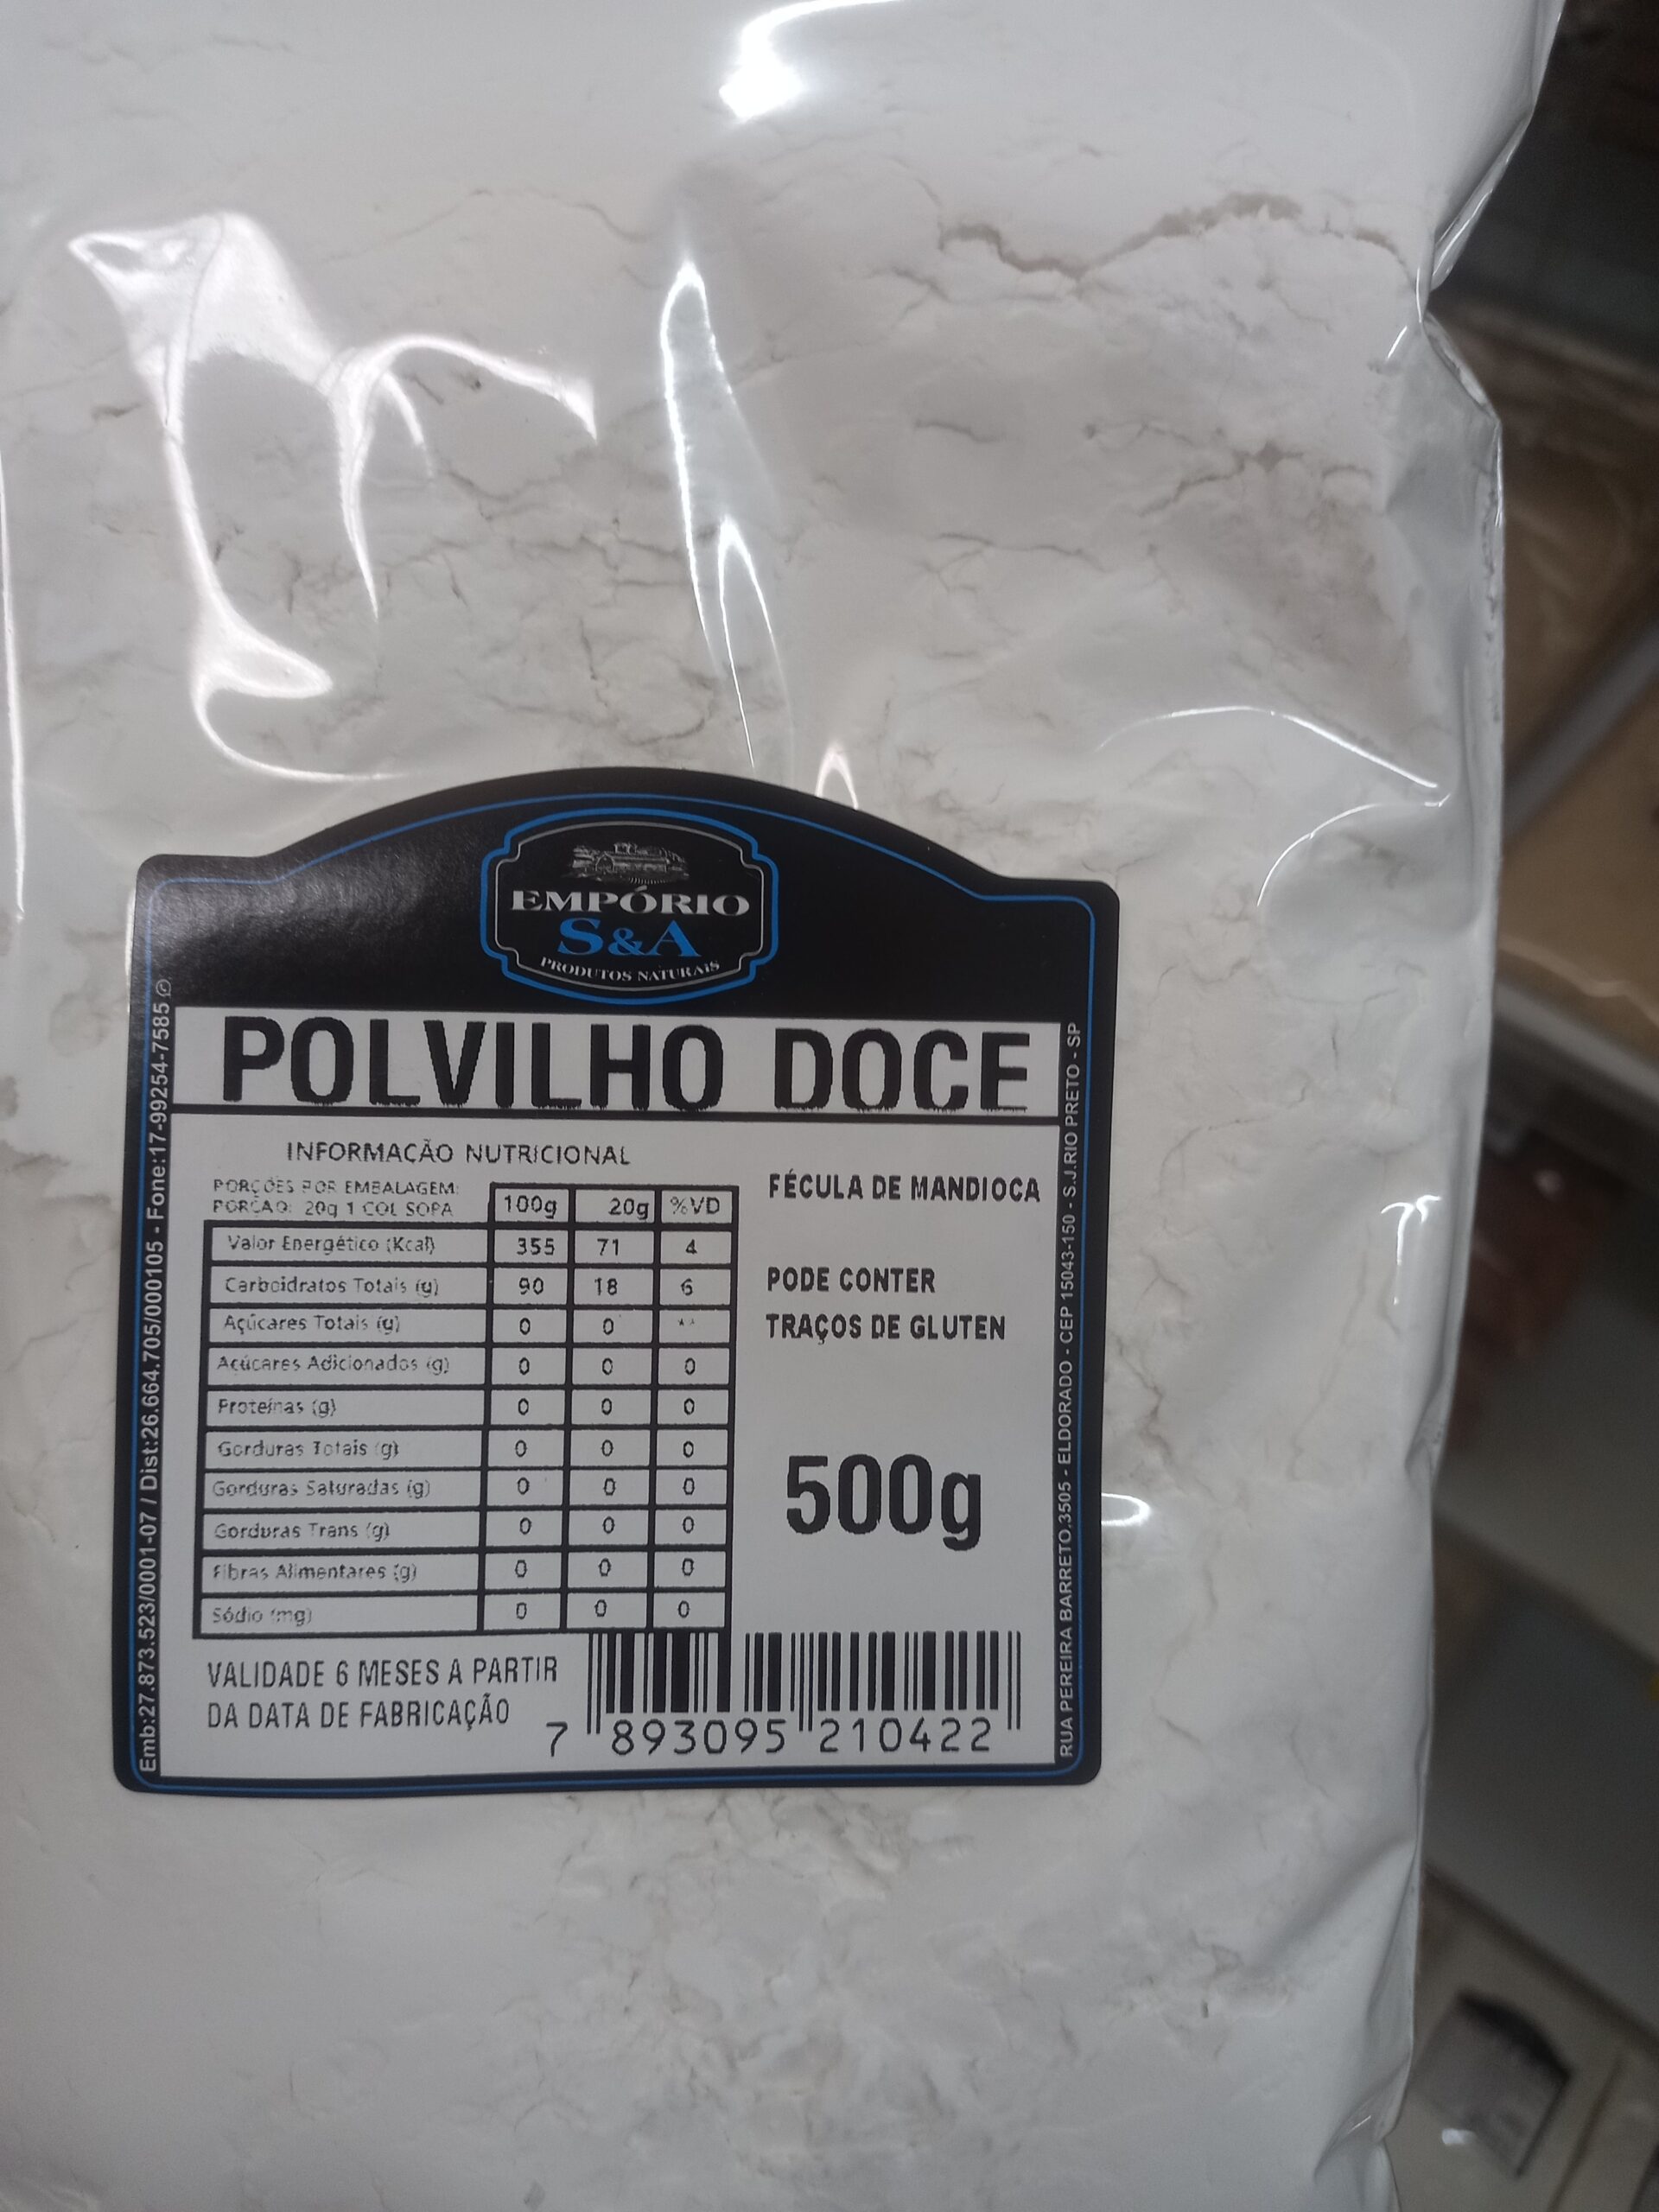 EMPÓRIO
S&A
PRODUTOS NATURAIS
POLVILHO DOCE
INFORMAÇÃO NUTRICIONAL
PORÇÕES POR EMBALAGEM:
PORÇAO: 20g 1 COL SOPA
100g 20g %VD
Valor Energético (Kcal) 355 71 4
Carboidratos Totais (g) 90 18 6
Açúcares Totais (g) 0 0 **
Acúcares Adicionados (g) 0 0 0
Proteínas (g) 0 0 0
Gorduras Totais (g) 0 0 0
Gorduras Saturadas (g) 0 0 0
Gorduras Trans (g) 0 0 0
Fibras Alimentares (g) 0 0 0
Sódio (mg) 0 0 0
FÉCULA DE MANDIOCA
PODE CONTER
TRAÇOS DE GLUTEN
500g
VALIDADE 6 MESES A PARTIR
DA DATA DE FABRICAÇÃO
7 893095 210422
Emb:27.873.523/0001-07 / Dist:26.664.705/000105 - Fone:17-99254-7585
RUA PEREIRA BARRETO.3505 - ELDORADO - CEP 15043-150 - S.J.RIO PRETO - SP